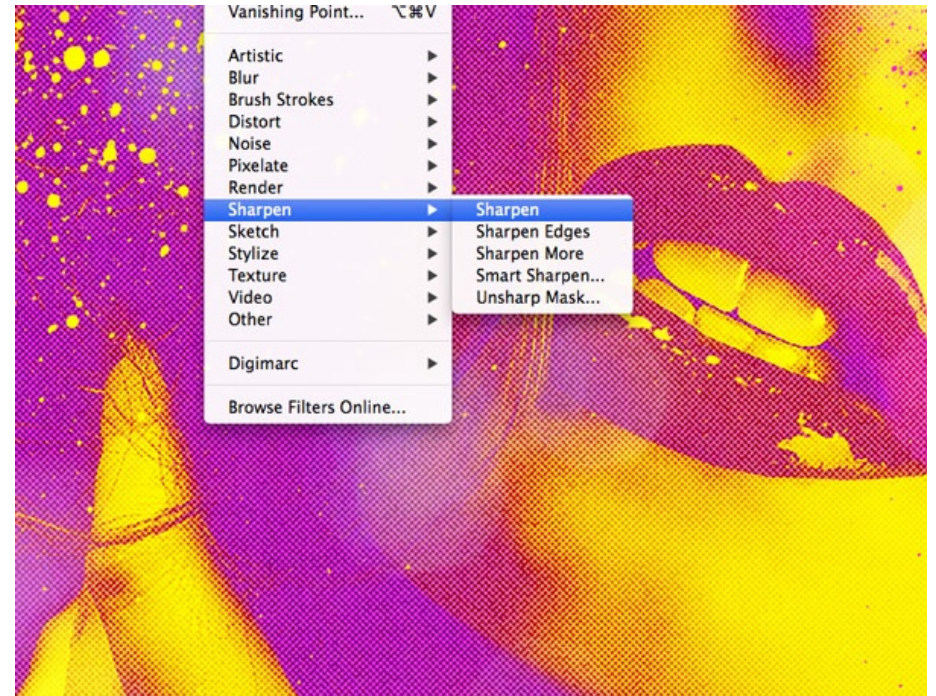 Vanishing Point... ⌥⌘V
Artistic
Blur
Brush Strokes
Distort
Noise
Pixelate
Render
Sharpen
Sketch
Stylize
Texture
Video
Other
Digimarc
Browse Filters Online...
Sharpen
Sharpen Edges
Sharpen More
Smart Sharpen...
Unsharp Mask...